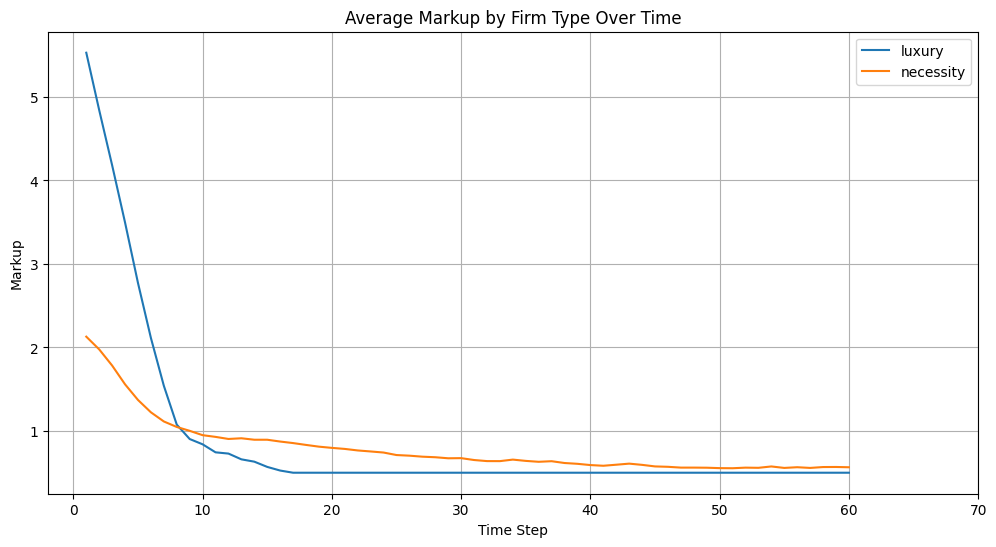 Average Markup by Firm Type Over Time
luxury
necessity
Markup
5
4
3
2
1
0 10 20 30 40 50 60 70
Time Step